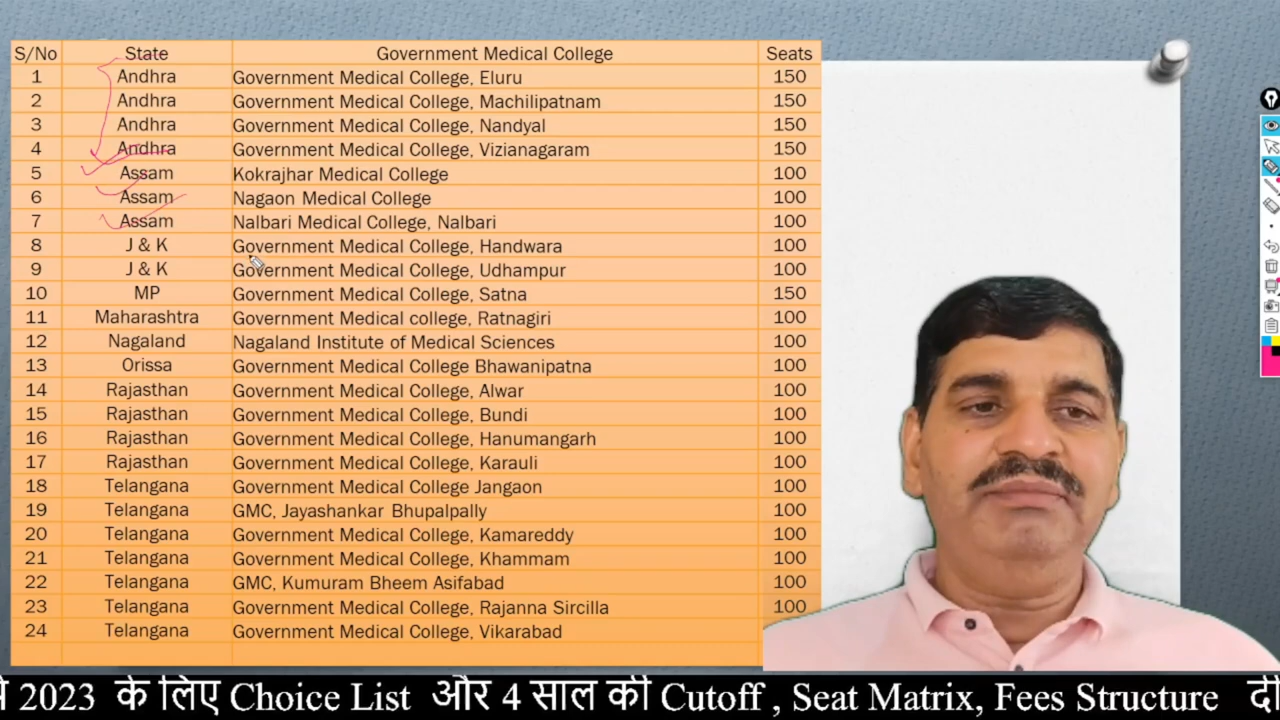 S/No State Government Medical College Seats
1 Andhra Government Medical College, Eluru 150
2 Andhra Government Medical College, Machilipatnam 150
3 Andhra Government Medical College, Nandyal 150
4 Andhra Government Medical College, Vizianagaram 150
5 Assam Kokrajhar Medical College 100
6 Assam Nagaon Medical College 100
7 Assam Nalbari Medical College, Nalbari 100
8 J & K Government Medical College, Handwara 100
9 J & K Government Medical College, Udhampur 100
10 MP Government Medical College, Satna 150
11 Maharashtra Government Medical college, Ratnagiri 100
12 Nagaland Nagaland Institute of Medical Sciences 100
13 Orissa Government Medical College Bhawanipatna 100
14 Rajasthan Government Medical College, Alwar 100
15 Rajasthan Government Medical College, Bundi 100
16 Rajasthan Government Medical College, Hanumangarh 100
17 Rajasthan Government Medical College, Karauli 100
18 Telangana Government Medical College Jangaon 100
19 Telangana GMC, Jayashankar Bhupalpally 100
20 Telangana Government Medical College, Kamareddy 100
21 Telangana Government Medical College, Khammam 100
22 Telangana GMC, Kumuram Bheem Asifabad 100
23 Telangana Government Medical College, Rajanna Sircilla 100
24 Telangana Government Medical College, Vikarabad
2023 के लिए Choice List और 4 साल की Cutoff , Seat Matrix, Fees Structure